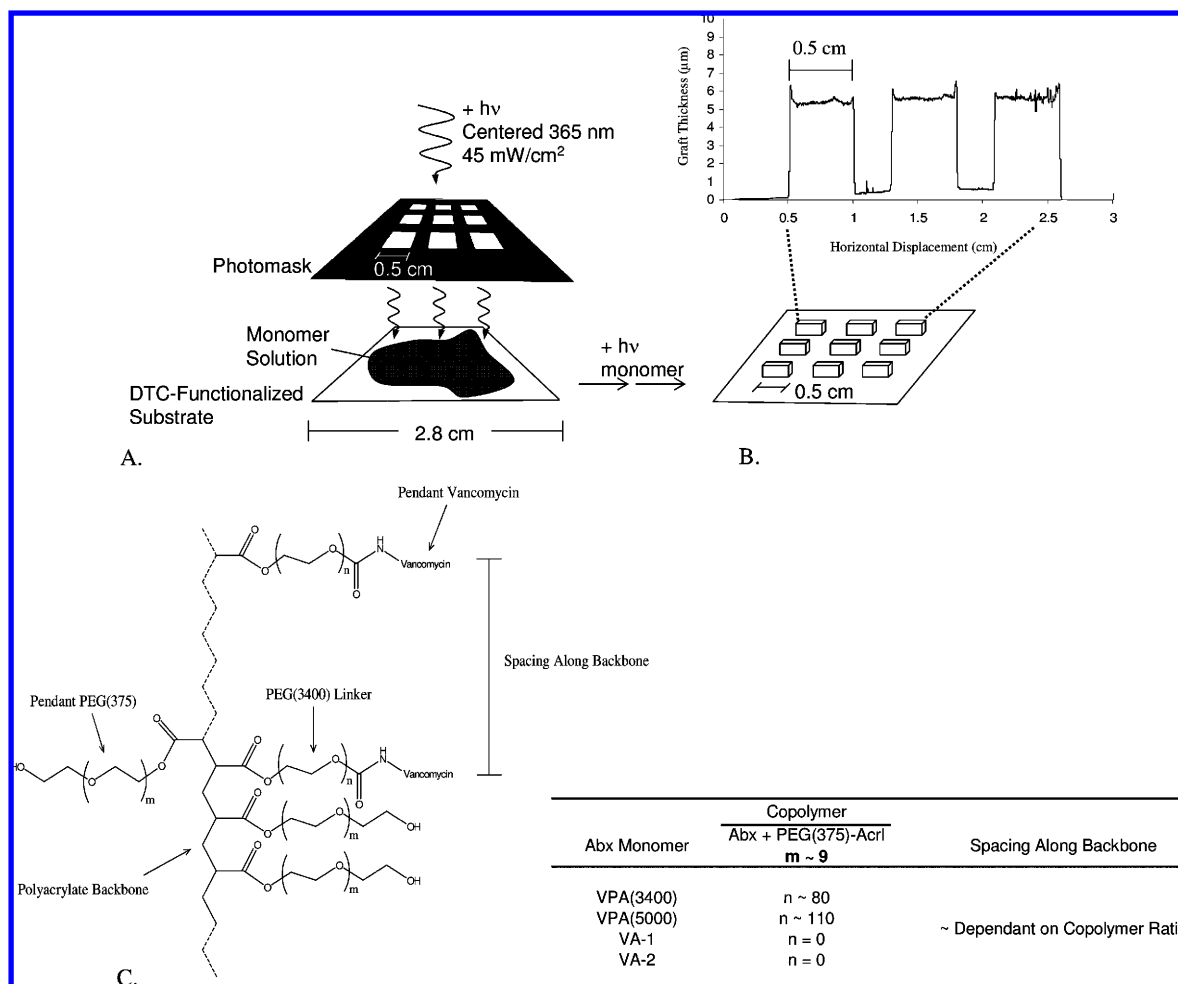 + hν
Centered 365 nm
45 mW/cm²
Photomask
0.5 cm
Monomer
Solution
DTC-Functionalized
Substrate
2.8 cm
A.
+ hν
monomer
0.5 cm
Graft Thickness (μm)
10
9
8
7
6
5
4
3
2
1
0
0 0.5 1 1.5 2 2.5 3
Horizontal Displacement (cm)
0.5 cm
B.
Pendant Vancomycin
O
O
O
n
O
H
N
Vancomycin
Spacing Along Backbone
Pendant PEG(375)
PEG(3400) Linker
O
O
O
m
O
O
O
n
O
H
N
Vancomycin
O
O
O
m
OH
O
O
O
m
OH
Polyacrylate Backbone
C.
Copolymer
Abx Monomer Abx + PEG(375)-Acrl Spacing Along Backbone
m ~ 9
VPA(3400) n ~ 80
VPA(5000) n ~ 110
VA-1 n = 0
VA-2 n = 0
~ Dependant on Copolymer Rati